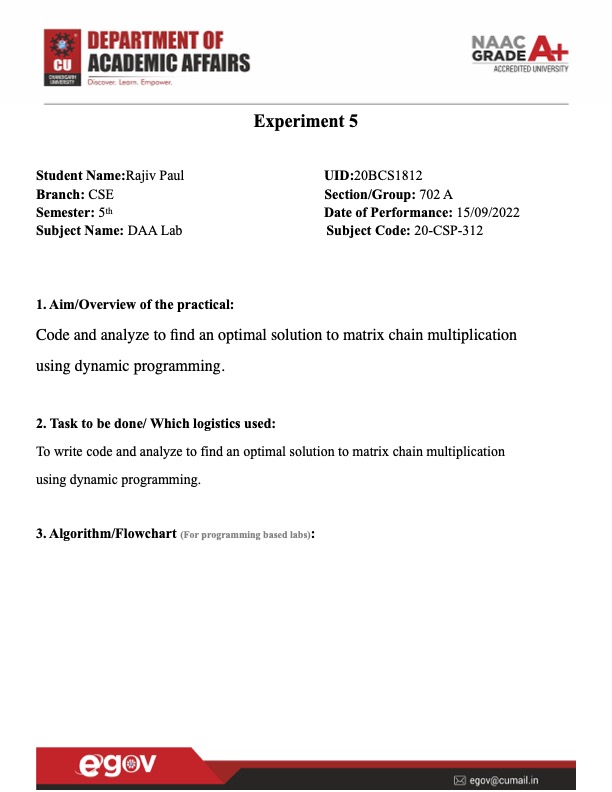 DEPARTMENT OF
ACADEMIC AFFAIRS
Discover. Learn. Empower.
CU
CHANDIGARH
UNIVERSITY
NAAC
GRADE A+
ACCREDITED UNIVERSITY
Experiment 5
Student Name:Rajiv Paul UID:20BCS1812
Branch: CSE Section/Group: 702 A
Semester: 5th Date of Performance: 15/09/2022
Subject Name: DAA Lab Subject Code: 20-CSP-312
1. Aim/Overview of the practical:
Code and analyze to find an optimal solution to matrix chain multiplication
using dynamic programming.
2. Task to be done/ Which logistics used:
To write code and analyze to find an optimal solution to matrix chain multiplication
using dynamic programming.
3. Algorithm/Flowchart (For programming based labs):
egov
egov@cumail.in